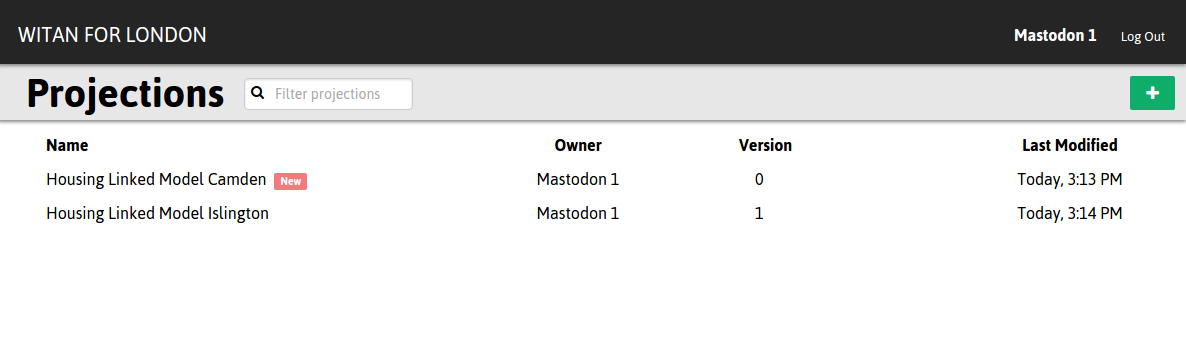 WITAN FOR LONDON Mastodon 1 Log Out
Projections Filter projections +
Name Owner Version Last Modified
Housing Linked Model Camden New Mastodon 1 0 Today, 3:13 PM
Housing Linked Model Islington Mastodon 1 1 Today, 3:14 PM